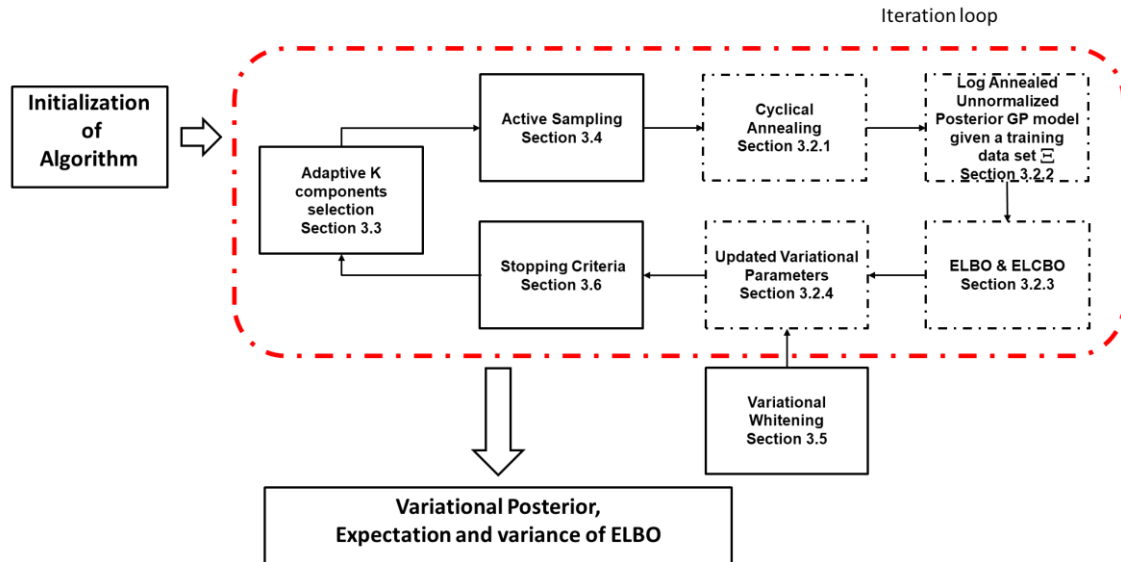 Iteration loop
Initialization
of
Algorithm
Active Sampling
Section 3.4
Cyclical
Annealing
Section 3.2.1
Log Annealed
Unnormalized
Posterior GP model
given a training
data set Ξ
Section 3.2.2
Adaptive K
components
selection
Section 3.3
Stopping Criteria
Section 3.6
Updated Variational
Parameters
Section 3.2.4
ELBO & ELCBO
Section 3.2.3
Variational
Whitening
Section 3.5
Variational Posterior,
Expectation and variance of ELBO